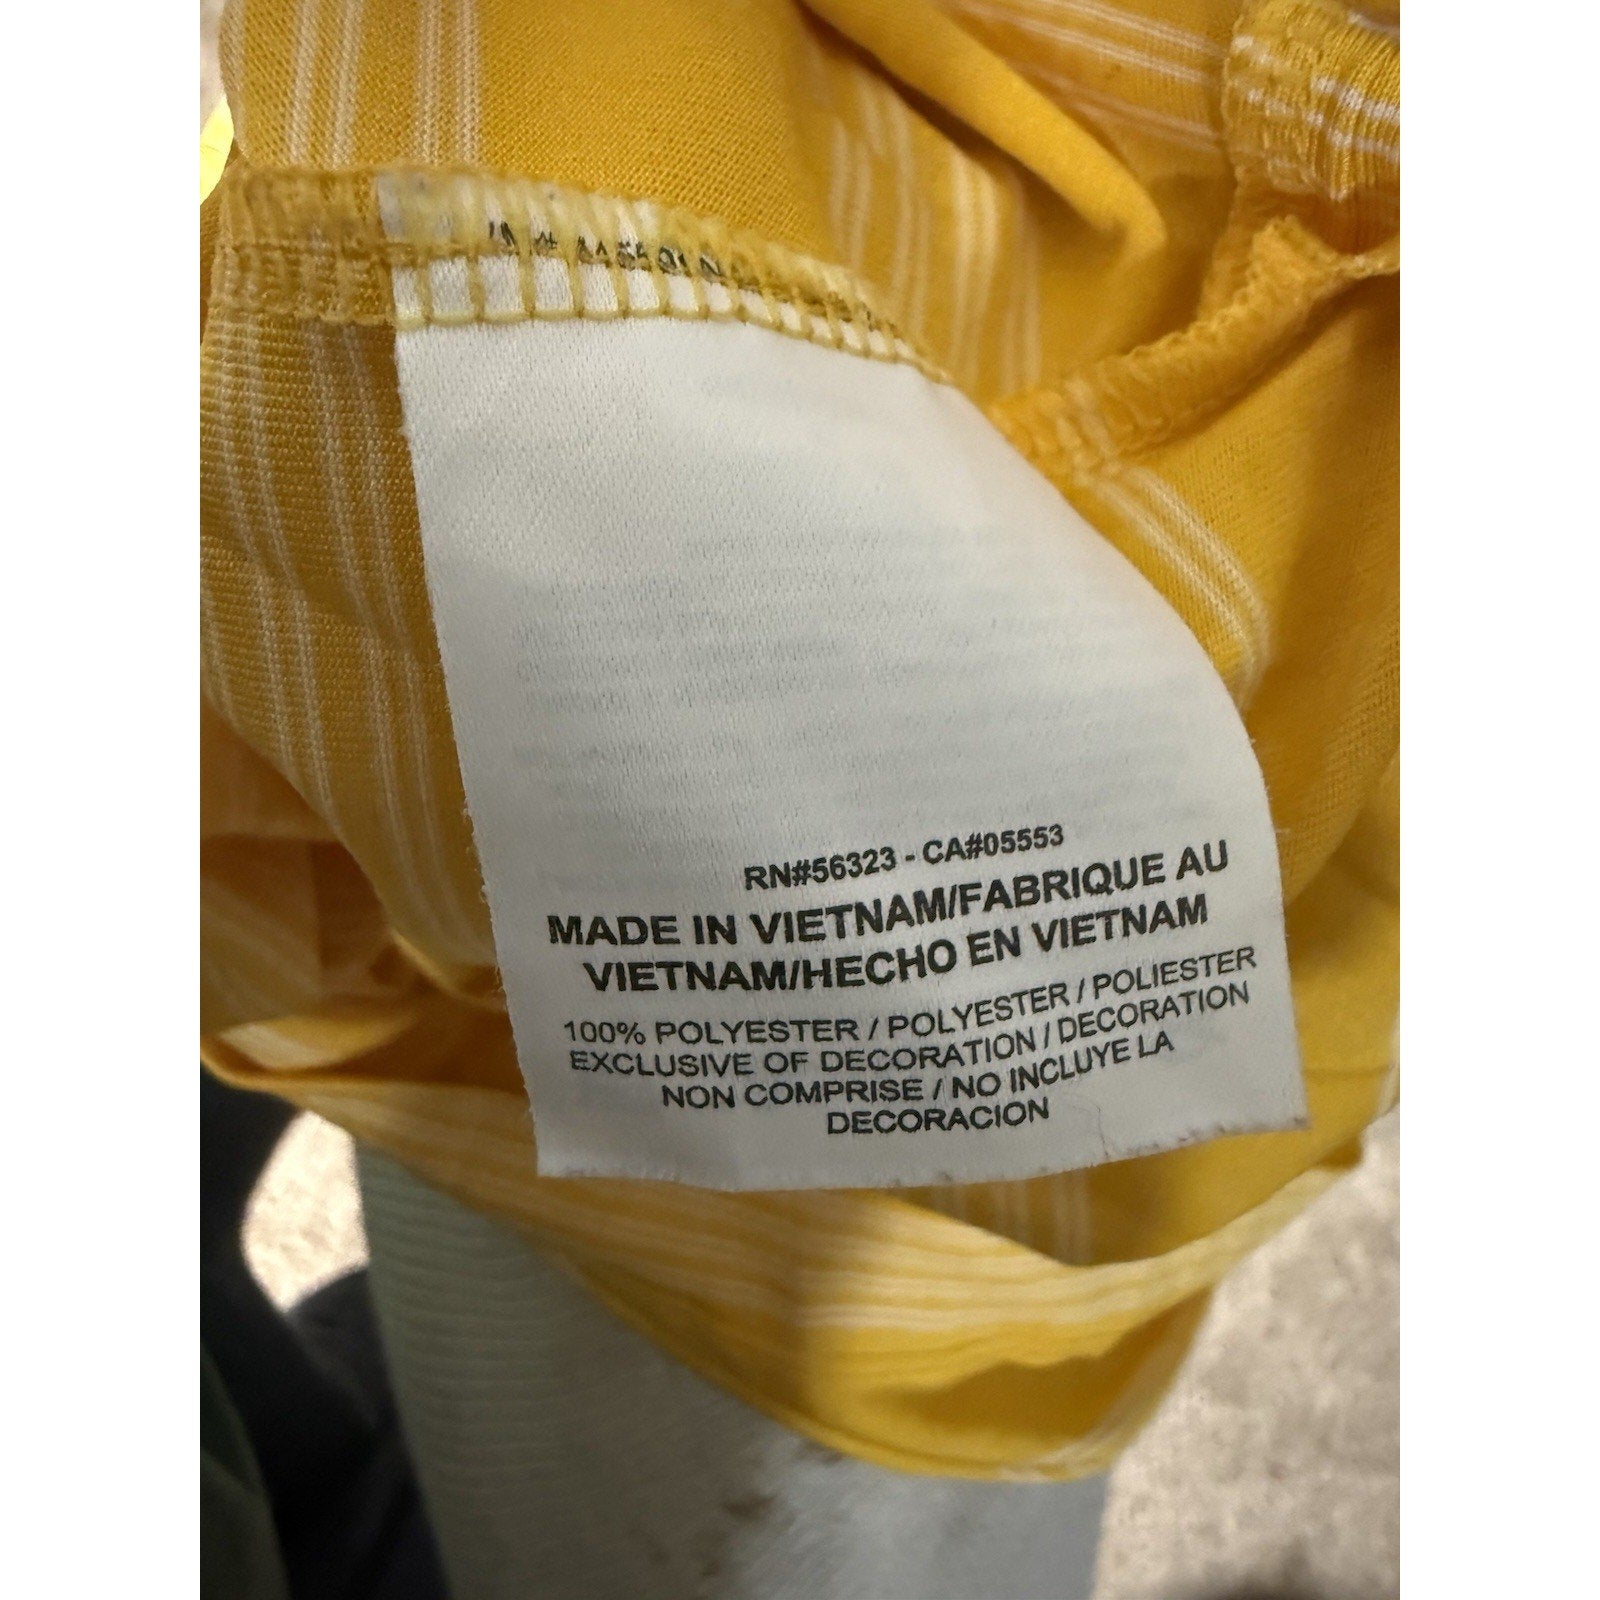 RN#56323 - CA#05553
MADE IN VIETNAM/FABRIQUE AU
VIETNAM/HECHO EN VIETNAM
100% POLYESTER / POLYESTER / POLIESTER
EXCLUSIVE OF DECORATION / DECORATION
NON COMPRISE / NO INCLUYE LA
DECORACION